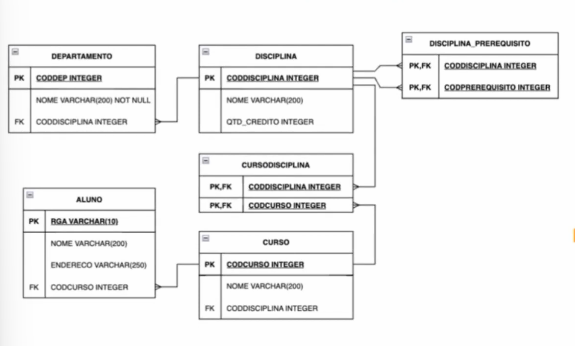 DEPARTAMENTO
PK CODDEP INTEGER
NOME VARCHAR(200) NOT NULL
FK CODDISCIPLINA INTEGER
DISCIPLINA
PK CODDISCIPLINA INTEGER
NOME VARCHAR(200)
QTD_CREDITO INTEGER
DISCIPLINA_PREREQUISITO
PK,FK CODDISCIPLINA INTEGER
PK,FK CODPREREQUISITO INTEGER
CURSODISCIPLINA
PK,FK CODDISCIPLINA INTEGER
PK,FK CODCURSO INTEGER
ALUNO
PK RGA VARCHAR(10)
NOME VARCHAR(200)
ENDERECO VARCHAR(250)
FK CODCURSO INTEGER
CURSO
PK CODCURSO INTEGER
NOME VARCHAR(200)
FK CODDISCIPLINA INTEGER